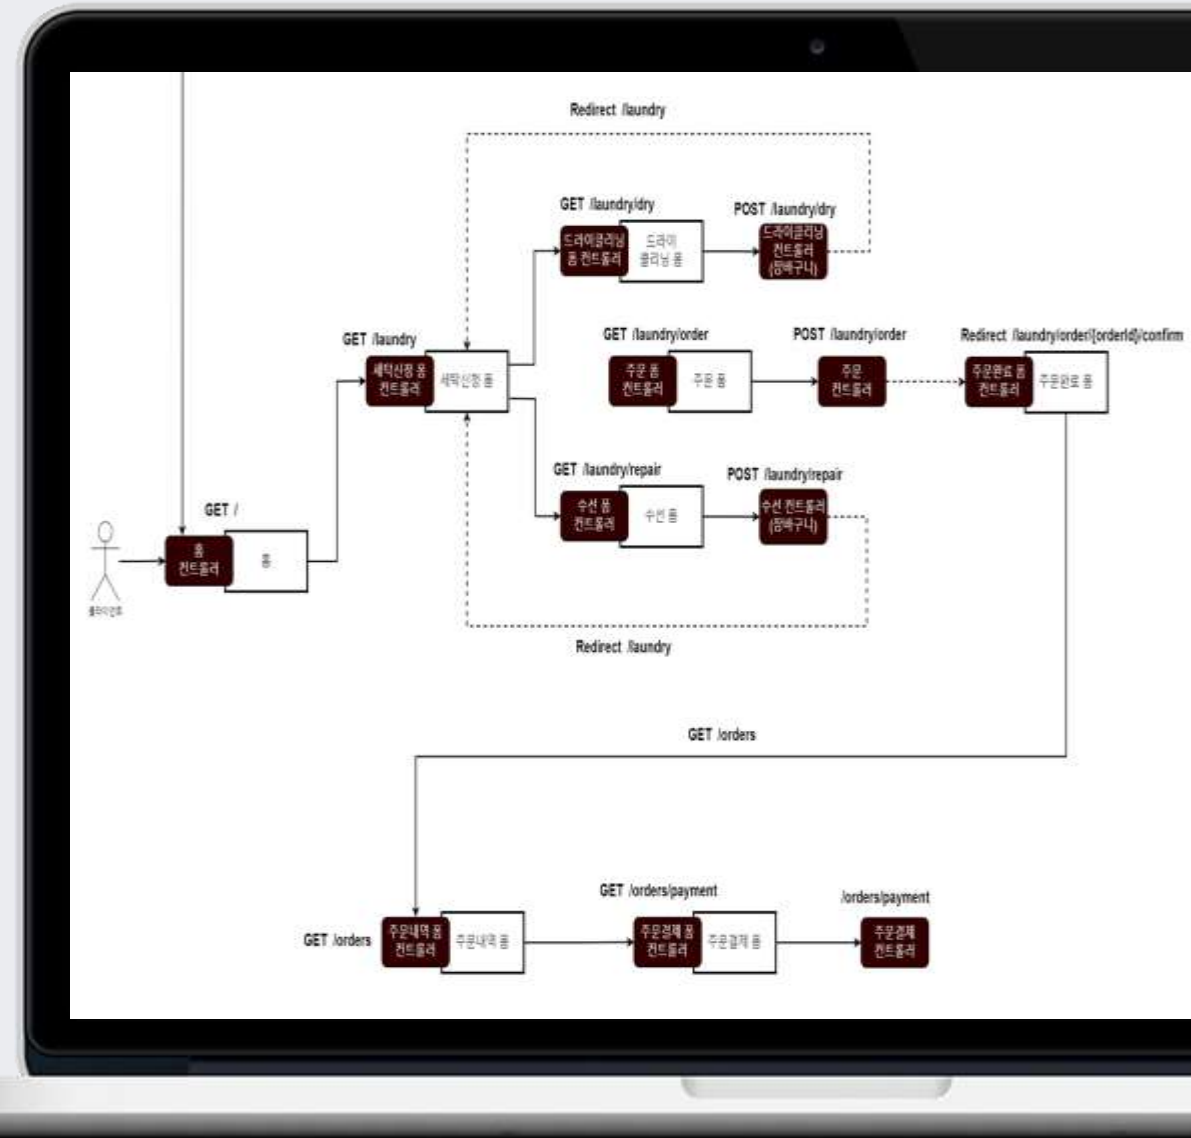 Redirect /laundry
GET /laundry/dry
POST /laundry/dry
드라이클리닝
폼 컨트롤러
드라이
클리닝 폼
드라이클리닝
컨트롤러
(장바구니)
GET /laundry
세탁신청 폼
컨트롤러
세탁신청 폼
GET /laundry/order
POST /laundry/order
Redirect /laundry/order/{orderId}/confirm
주문 폼
컨트롤러
주문 폼
주문
컨트롤러
주문완료 폼
컨트롤러
주문완료 폼
GET /laundry/repair
POST /laundry/repair
수선 폼
컨트롤러
수선 폼
수선 컨트롤러
(장바구니)
GET /
홈
컨트롤러
홈
클라이언트
Redirect /laundry
GET /orders
GET /orders
주문내역 폼
컨트롤러
주문내역 폼
GET /orders/payment
주문결제 폼
컨트롤러
주문결제 폼
/orders/payment
주문결제
컨트롤러